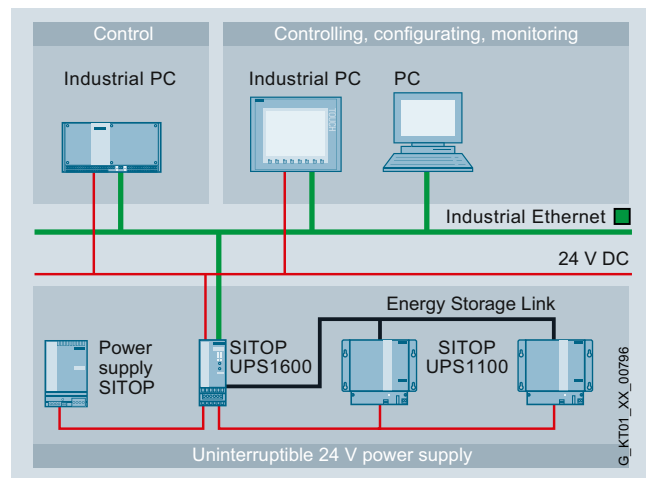 Control
Controlling, configurating, monitoring
Industrial PC
Industrial PC
PC
TOUCH
Industrial Ethernet
24 V DC
Energy Storage Link
Power
supply
SITOP
SITOP
UPS1600
SITOP
UPS1100
G_KT01_XX_00796
Uninterruptible 24 V power supply